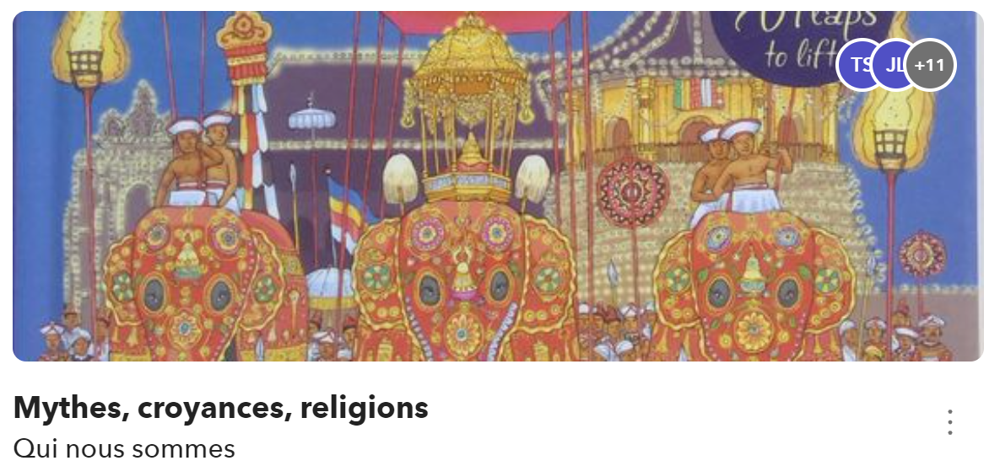 to lift
TS JL +11
Mythes, croyances, religions
Qui nous sommes